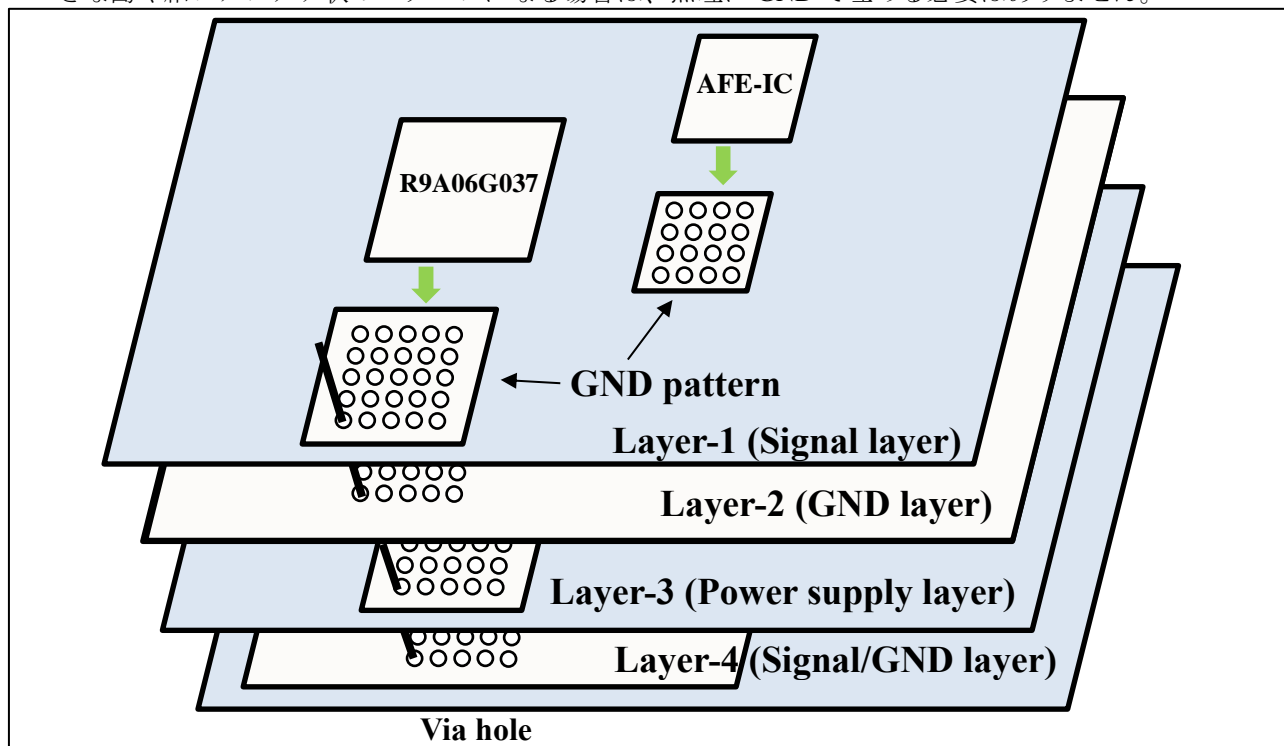 AFE-IC
R9A06G037
GND pattern
Layer-1 (Signal layer)
Layer-2 (GND layer)
Layer-3 (Power supply layer)
Layer-4 (Signal/GND layer)
Via hole